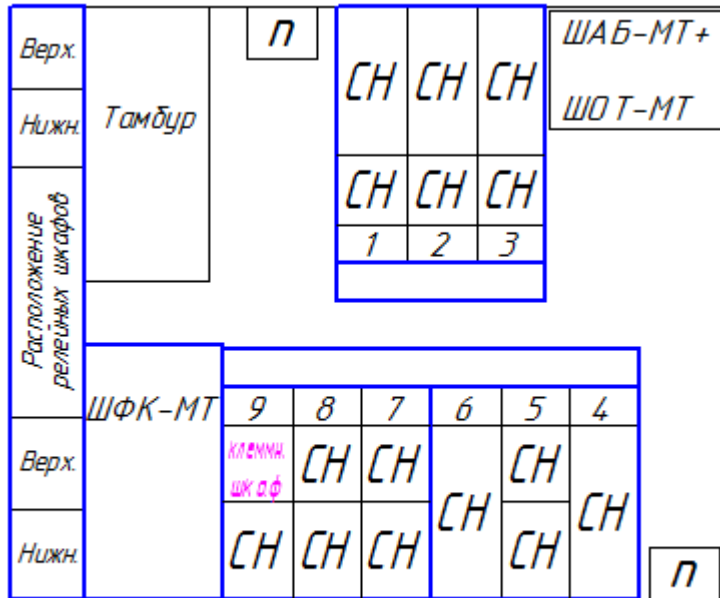 Верх.
Нижн.
Расположение
релейных шкафов
Верх.
Нижн.
Тамбур
п
СН СН СН
СН СН СН
1 2 3
ШАБ-МТ+
ШОТ-МТ
ШФК-МТ
9 8 7 6 5 4
клеммн.
шкаф
СН СН СН
СН СН
СН СН СН СН
п